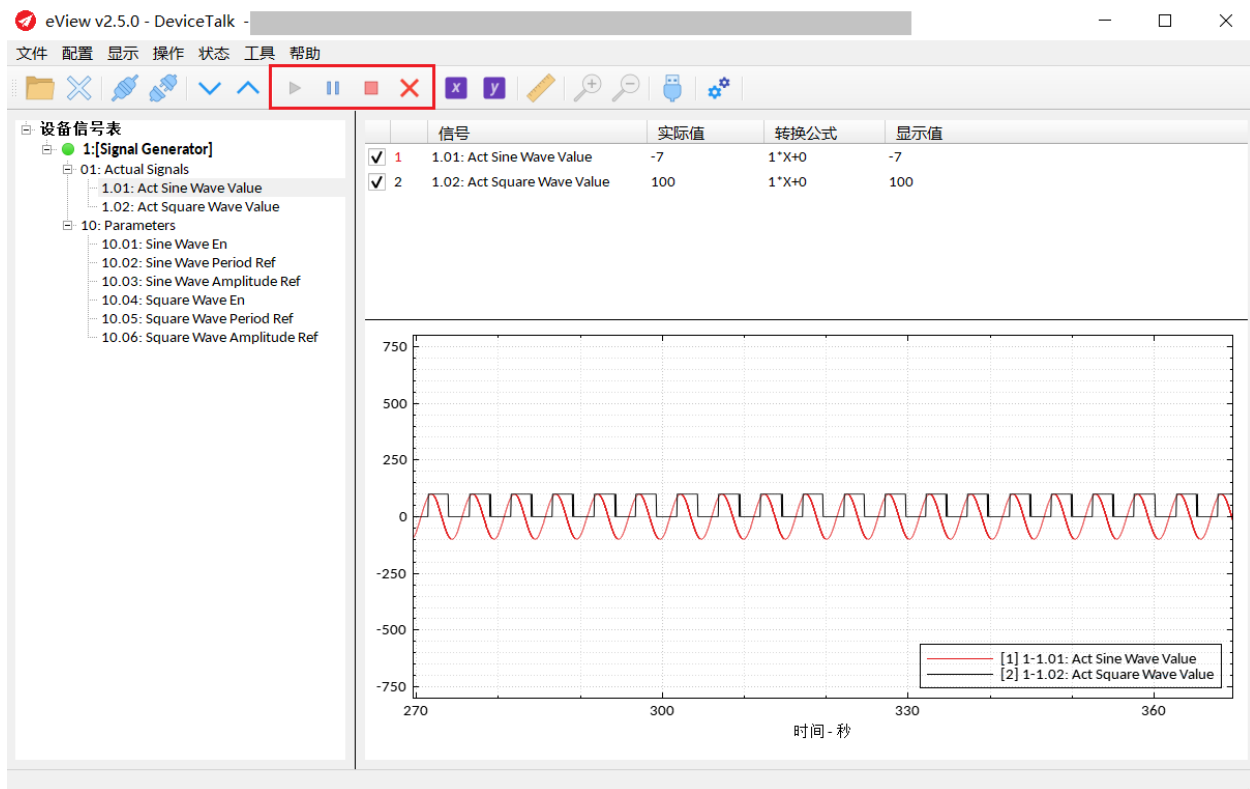 eView v2.5.0 - DeviceTalk -
文件 配置 显示 操作 状态 工具 帮助
x y
设备信号表
1:[Signal Generator]
01: Actual Signals
1.01: Act Sine Wave Value
1.02: Act Square Wave Value
10: Parameters
10.01: Sine Wave En
10.02: Sine Wave Period Ref
10.03: Sine Wave Amplitude Ref
10.04: Square Wave En
10.05: Square Wave Period Ref
10.06: Square Wave Amplitude Ref
信号 实际值 转换公式 显示值
1 1.01: Act Sine Wave Value -7 1*X+0 -7
2 1.02: Act Square Wave Value 100 1*X+0 100
750
500
250
0
-250
-500
-750
[1] 1-1.01: Act Sine Wave Value
[2] 1-1.02: Act Square Wave Value
270 300 330 360
时间 - 秒